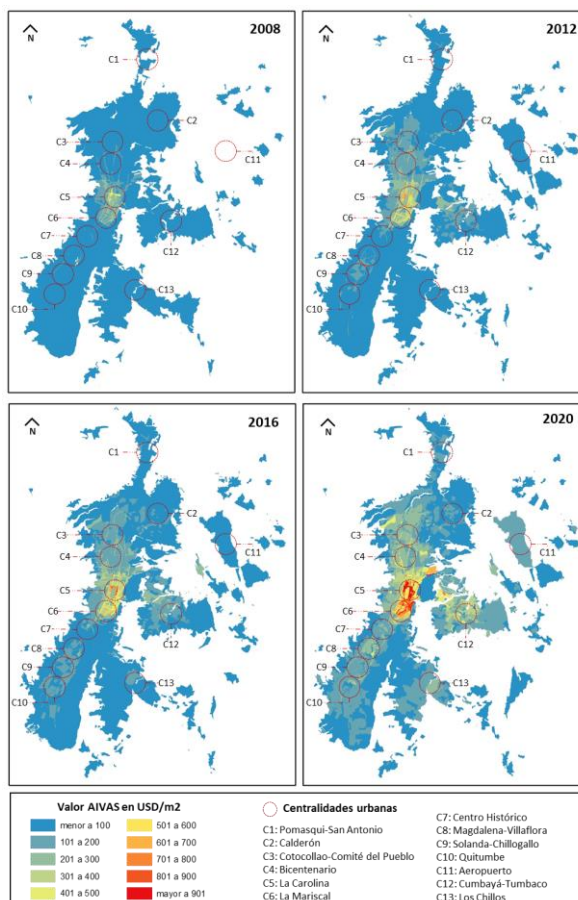 2008
N
C1
C2
C3
C4
C11
C5
C6
C7
C12
C8
C9
C13
C10
2012
N
C1
C2
C3
C4
C11
C5
C6
C7
C12
C8
C9
C13
C10
2016
N
C1
C2
C3
C4
C11
C5
C6
C7
C12
C8
C9
C13
C10
2020
N
C1
C2
C3
C4
C11
C5
C6
C7
C12
C8
C9
C13
C10
Valor AIVAS en USD/m2
menor a 100
101 a 200
201 a 300
301 a 400
401 a 500
501 a 600
601 a 700
701 a 800
801 a 900
mayor a 901
Centralidades urbanas
C1: Pomasqui-San Antonio
C2: Calderón
C3: Cotocollao-Comité del Pueblo
C4: Bicentenario
C5: La Carolina
C6: La Mariscal
C7: Centro Histórico
C8: Magdalena-Villaflora
C9: Solanda-Chillogallo
C10: Quitumbe
C11: Aeropuerto
C12: Cumbayá-Tumbaco
C13: Los Chillos